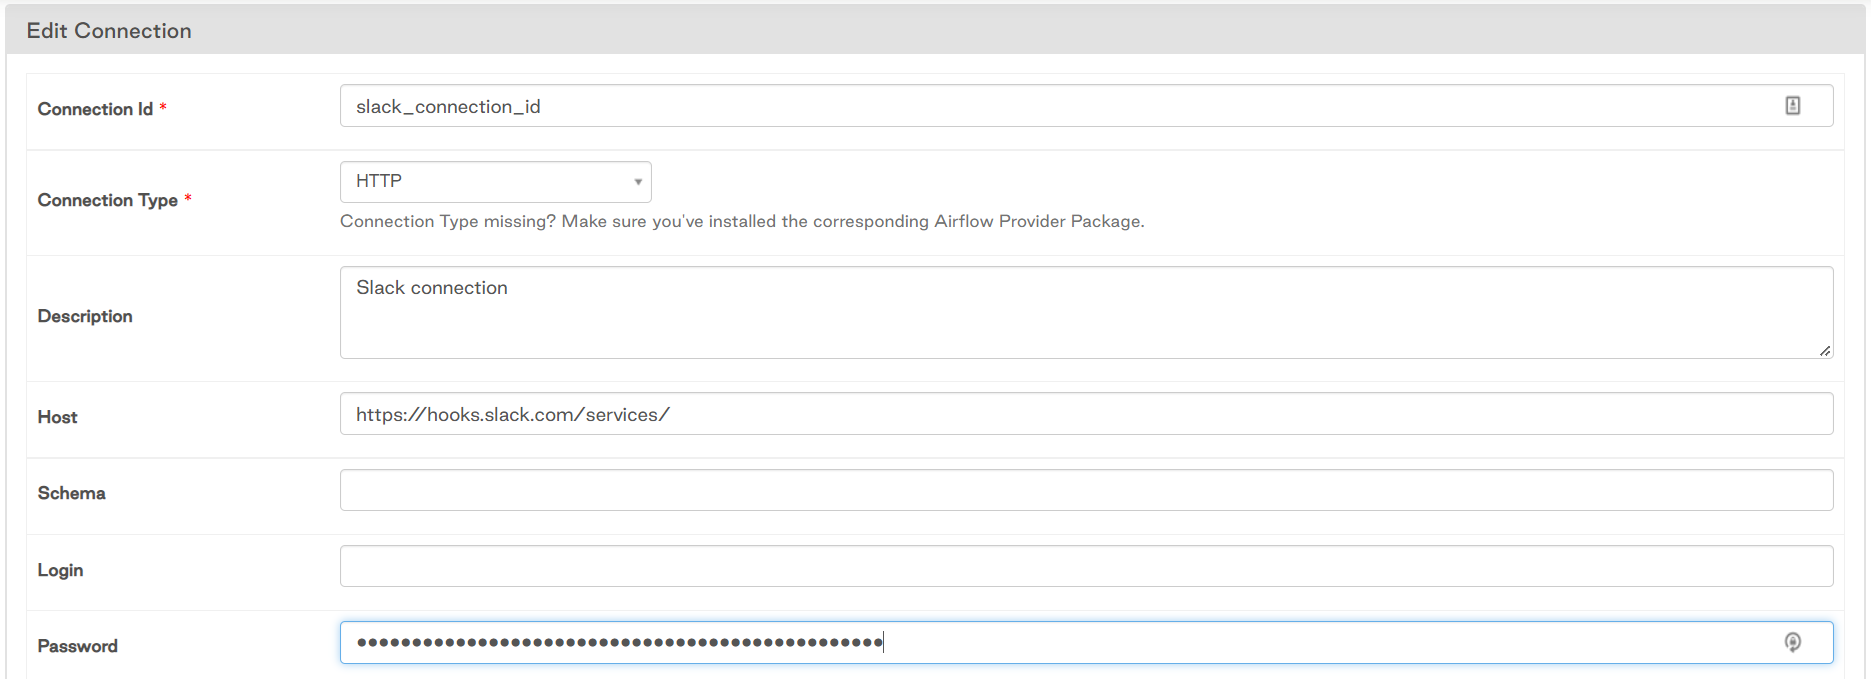 Edit Connection
Connection Id *
slack_connection_id
Connection Type *
HTTP
Connection Type missing? Make sure you've installed the corresponding Airflow Provider Package.
Description
Slack connection
Host
https://hooks.slack.com/services/
Schema
Login
Password
••••••••••••••••••••••••••••••••••••••••••••••••